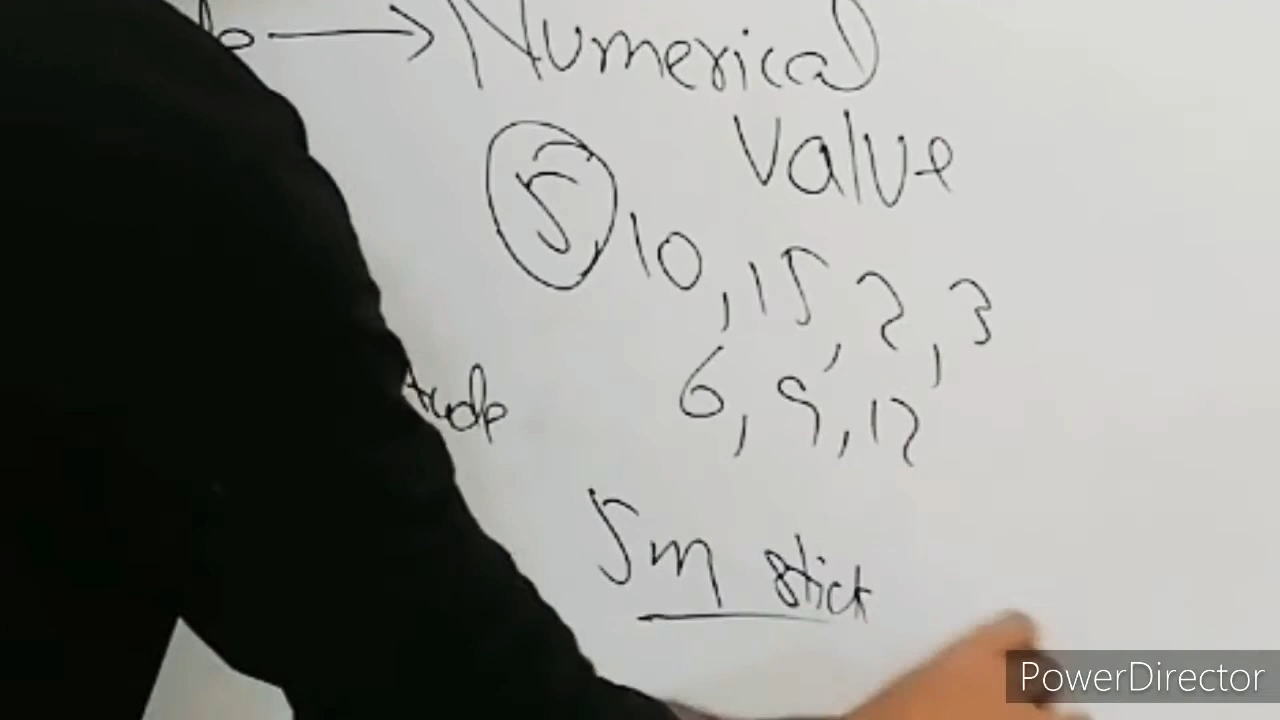 → Numerical
Value
5 10, 15, 2, 3
6, 9, 12
5m stick
PowerDirector